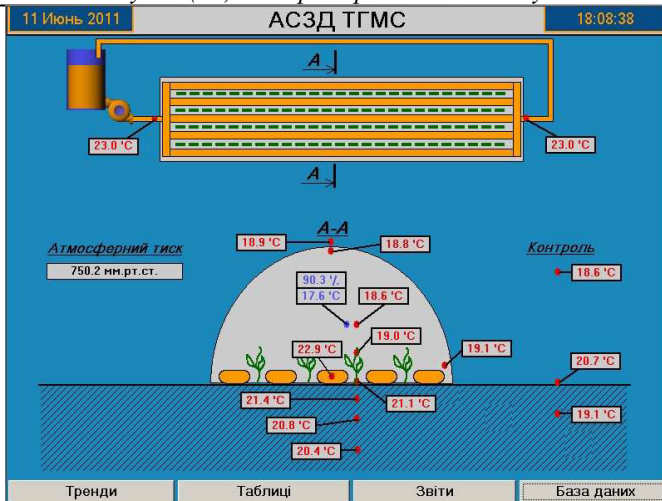 11 Июнь 2011
АСЗД ТГМС
18:08:38
А
23.0 'C
23.0 'C
А
А-А
Атмосферний тиск
750.2 мм.рт.ст.
18.9 'C
18.8 'C
Контроль
18.6 'C
90.3 '/.
17.6 'C
18.6 'C
19.0 'C
22.9 'C
19.1 'C
20.7 'C
21.4 'C
21.1 'C
19.1 'C
20.8 'C
20.4 'C
Тренди
Таблиці
Звіти
База даних